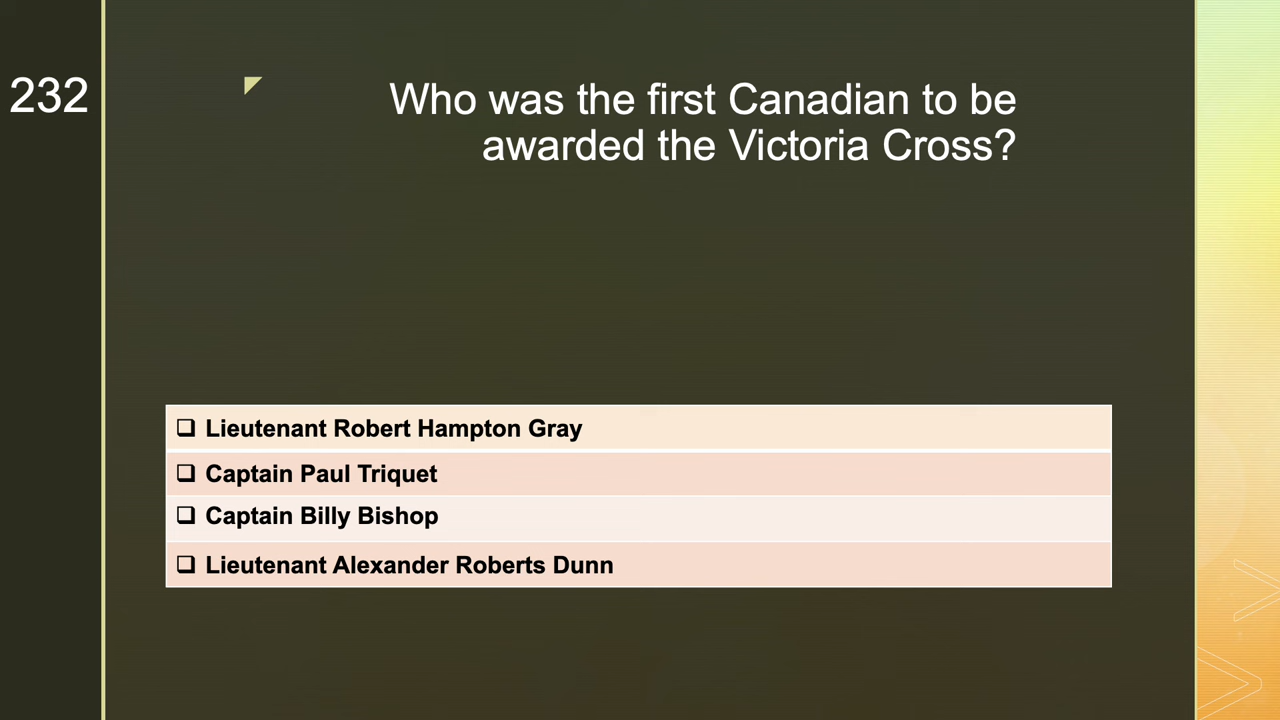 232
Who was the first Canadian to be
awarded the Victoria Cross?
❑ Lieutenant Robert Hampton Gray
❑ Captain Paul Triquet
❑ Captain Billy Bishop
❑ Lieutenant Alexander Roberts Dunn